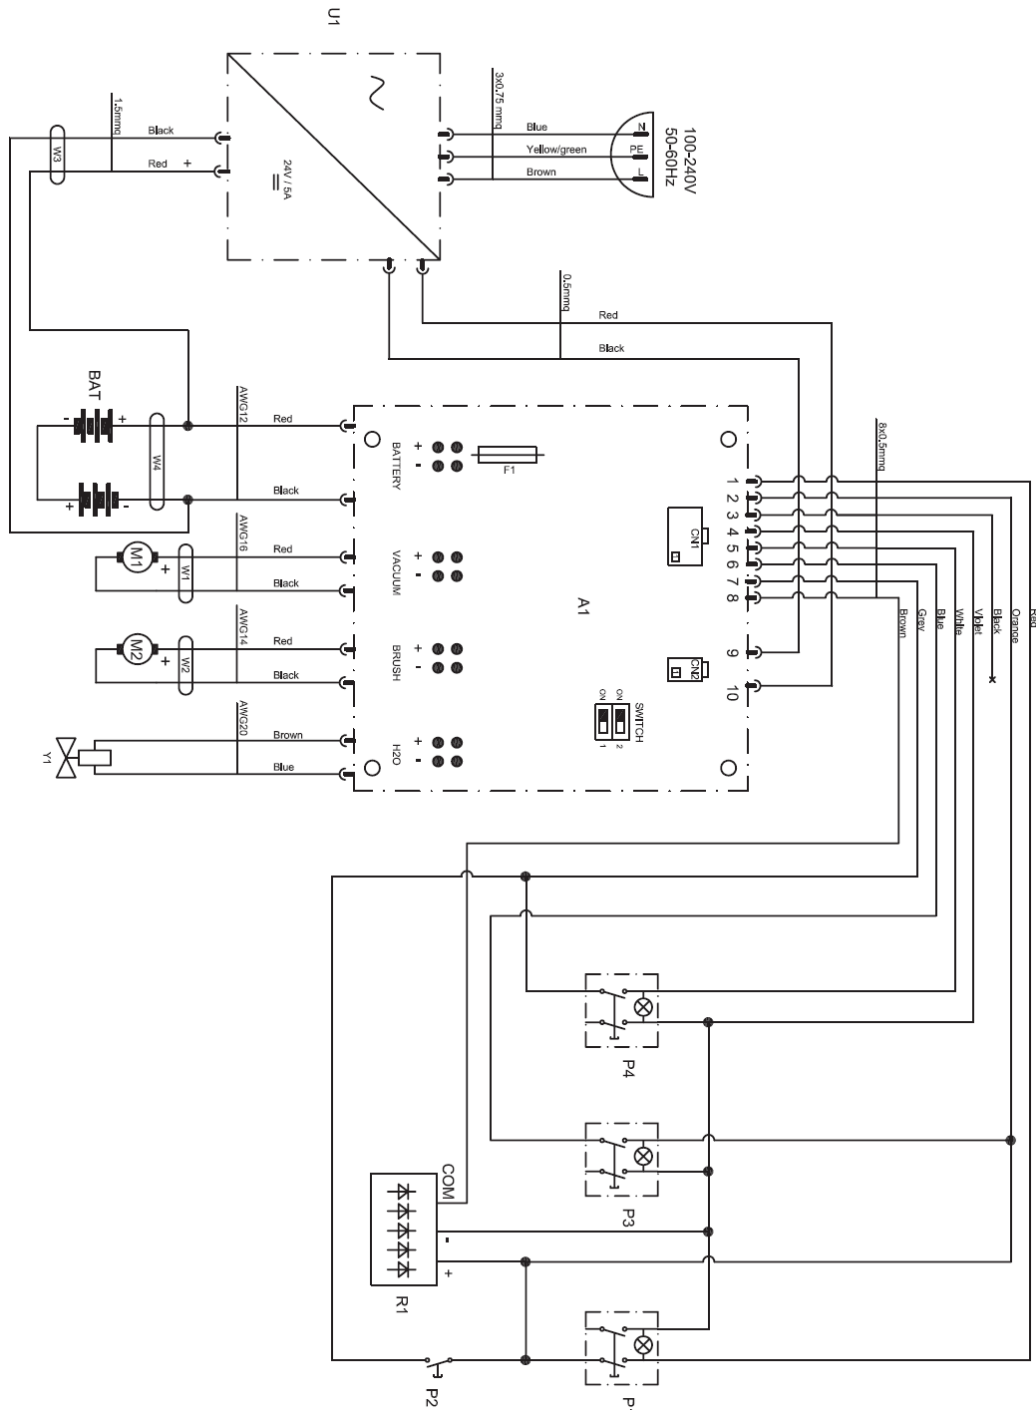 U1
3x0.75 mmq
1.5mmq
Black
W3
Red +
24V / 5A
Blue
Yellow/green
Brown
N
PE
L
100-240V
50-60Hz
0.5mmq
Red
Black
BAT
- +
+ -
W4
AWG12
Red
Black
+ -
BATTERY
F1
8x0.5mmq
1
2
3
4
5
6
7
8
9
10
CN1
1
CN2
1
A1
AWG16
M1
+
W1
Red
Black
+ -
VACUUM
AWG14
M2
+
W2
Red
Black
+ -
BRUSH
AWG20
Y1
Brown
Blue
+ -
H2O
ON ON
SWITCH
1 2
Brown
Grey
Blue
White
Violet
Black
Orange
Red
P4
P3
COM
-
+
R1
P2